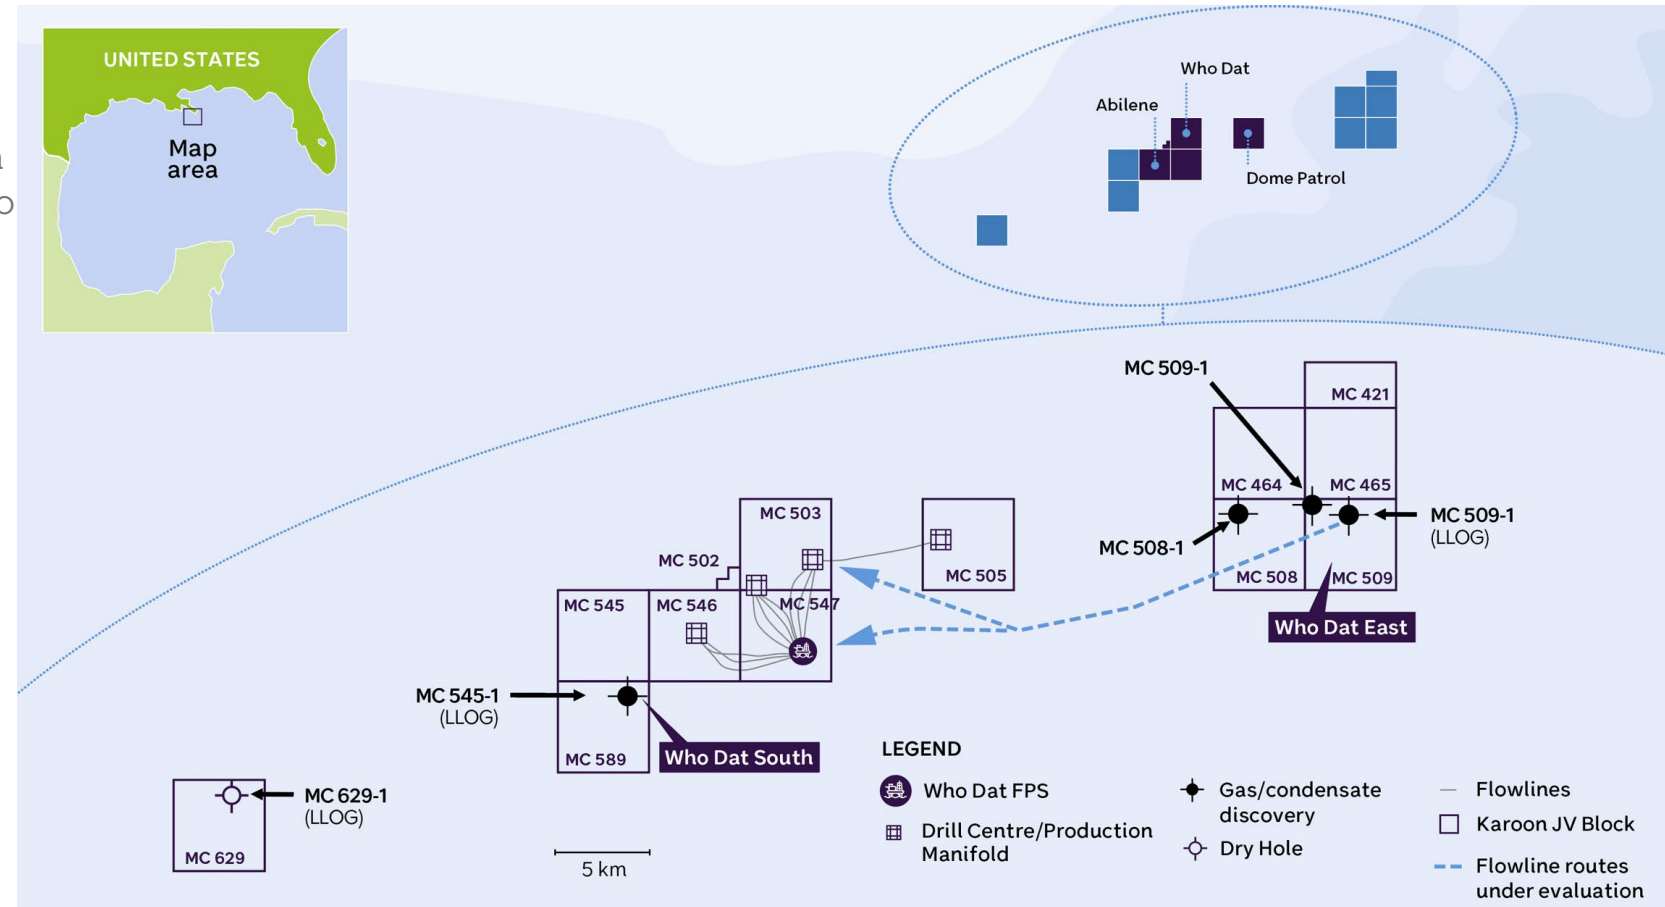 UNITED STATES
Map
area
Who Dat
Abilene
Dome Patrol
MC 509-1
MC 421
MC 464
MC 465
MC 509-1
(LLOG)
MC 508-1
MC 508
MC 509
Who Dat East
MC 503
MC 502
MC 505
MC 545
MC 546
MC 547
MC 545-1
(LLOG)
MC 589
Who Dat South
MC 629-1
(LLOG)
MC 629
5 km
LEGEND
Who Dat FPS
Drill Centre/Production
Manifold
Gas/condensate
discovery
Dry Hole
Flowlines
Karoon JV Block
Flowline routes
under evaluation